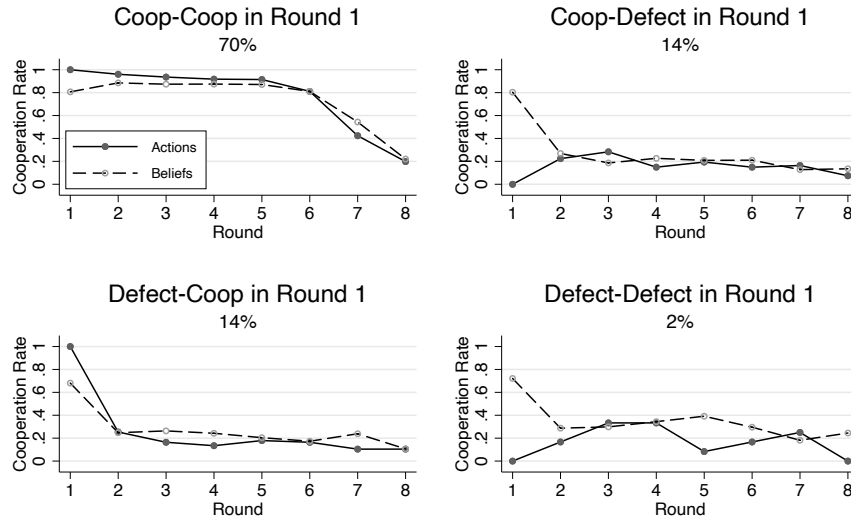 Coop-Coop in Round 1
70%
Cooperation Rate
0 .2 .4 .6 .8 1
Actions
Beliefs
1 2 3 4 5 6 7 8
Round
Coop-Defect in Round 1
14%
Cooperation Rate
0 .2 .4 .6 .8 1
1 2 3 4 5 6 7 8
Round
Defect-Coop in Round 1
14%
Cooperation Rate
0 .2 .4 .6 .8 1
1 2 3 4 5 6 7 8
Round
Defect-Defect in Round 1
2%
Cooperation Rate
0 .2 .4 .6 .8 1
1 2 3 4 5 6 7 8
Round